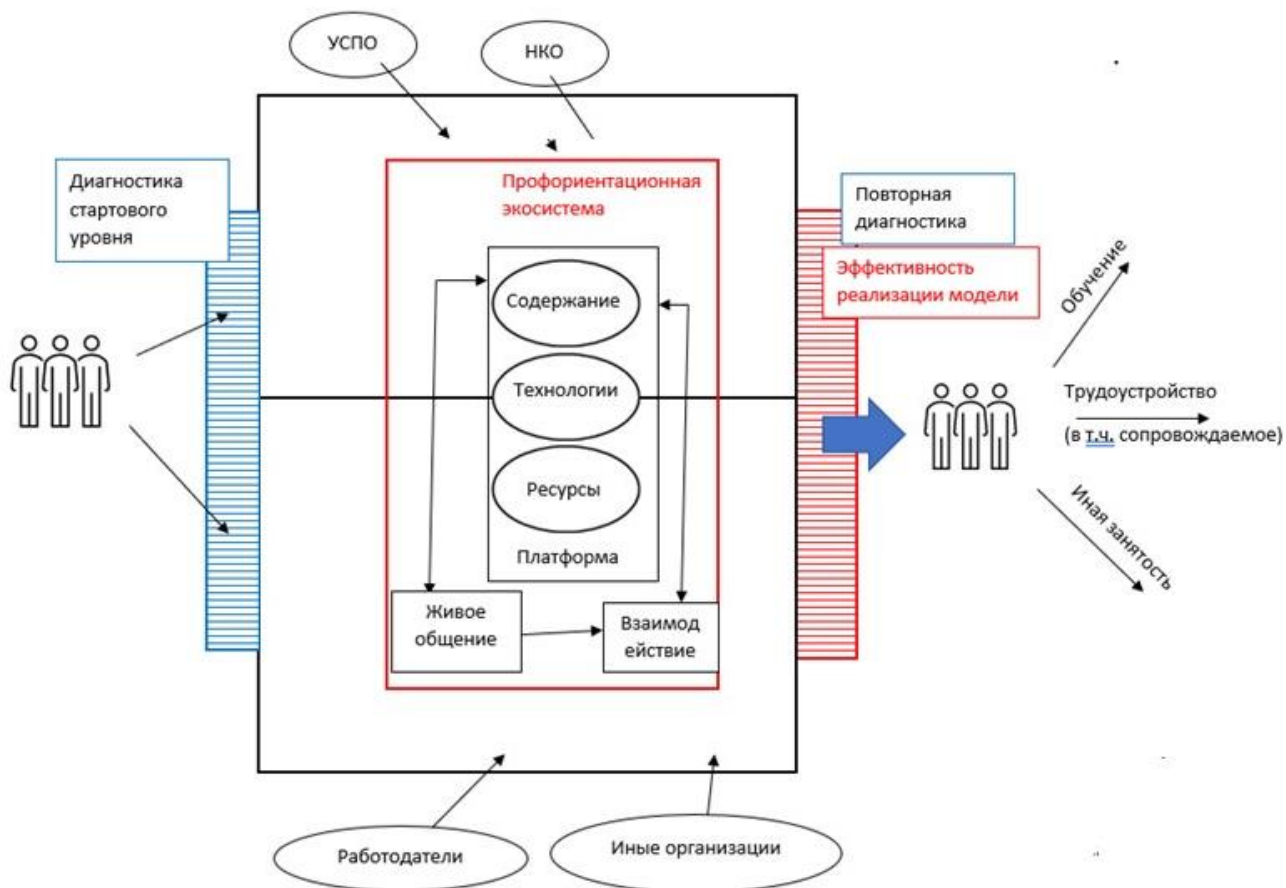 УСПО
НКО
Диагностика
стартового
уровня
Профориентационная
экосистема
Повторная
диагностика
Эффективность
реализации модели
Содержание
Технологии
Ресурсы
Платформа
Живое
общение
Взаимод
ействие
Обучение
Трудоустройство
(в т.ч. сопровождаемое)
Иная занятость
Работодатели
Иные организации